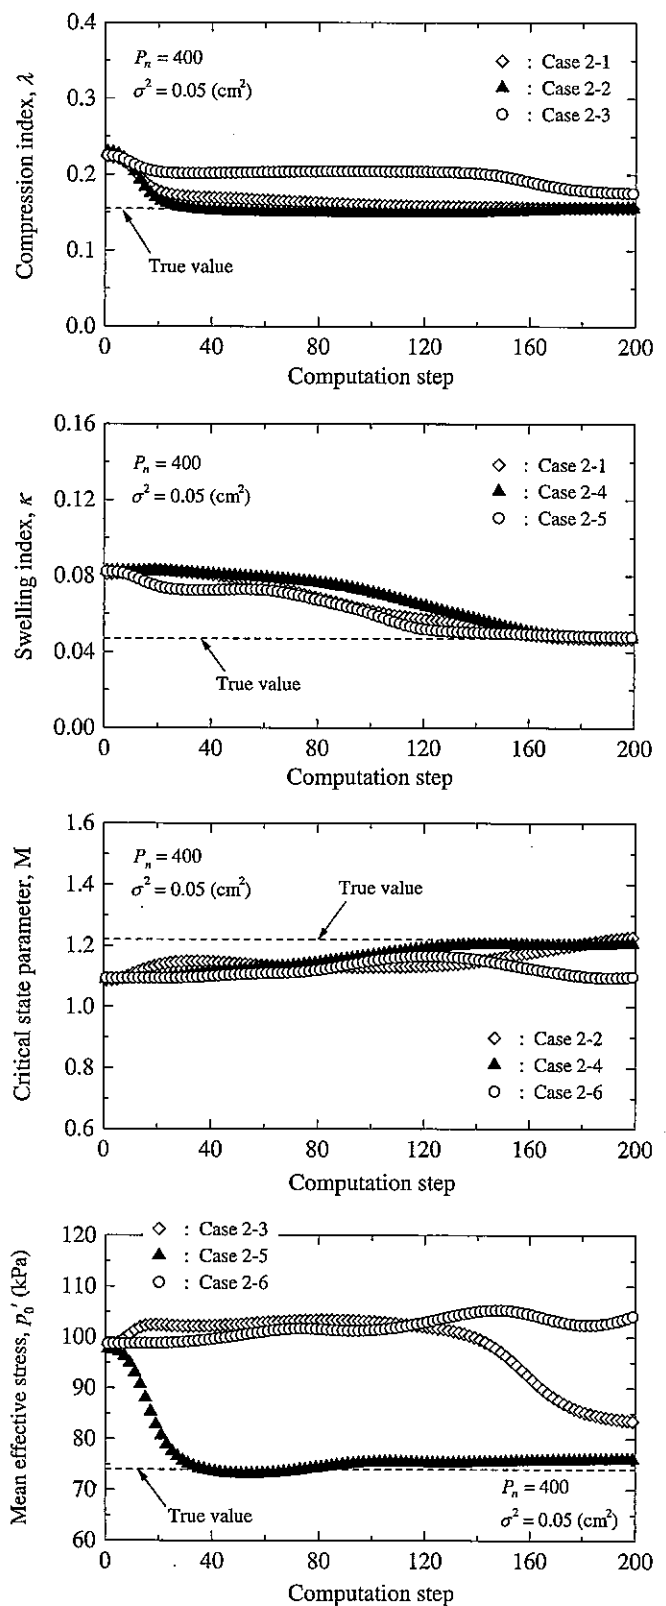 0.4
P_n = 400
σ² = 0.05 (cm²)
◇ : Case 2-1
▲ : Case 2-2
○ : Case 2-3
0.3
0.2
0.1
0.0
True value
Compression index, λ
0 40 80 120 160 200
Computation step
0.16
P_n = 400
σ² = 0.05 (cm²)
◇ : Case 2-1
▲ : Case 2-4
○ : Case 2-5
0.12
0.08
0.04
0.00
True value
Swelling index, κ
0 40 80 120 160 200
Computation step
1.6
P_n = 400
σ² = 0.05 (cm²)
True value
1.4
1.2
1.0
0.8
0.6
◇ : Case 2-2
▲ : Case 2-4
○ : Case 2-6
Critical state parameter, M
0 40 80 120 160 200
Computation step
◇ : Case 2-3
▲ : Case 2-5
○ : Case 2-6
120
110
100
90
80
70
60
True value
P_n = 400
σ² = 0.05 (cm²)
Mean effective stress, p₀′ (kPa)
0 40 80 120 160 200
Computation step